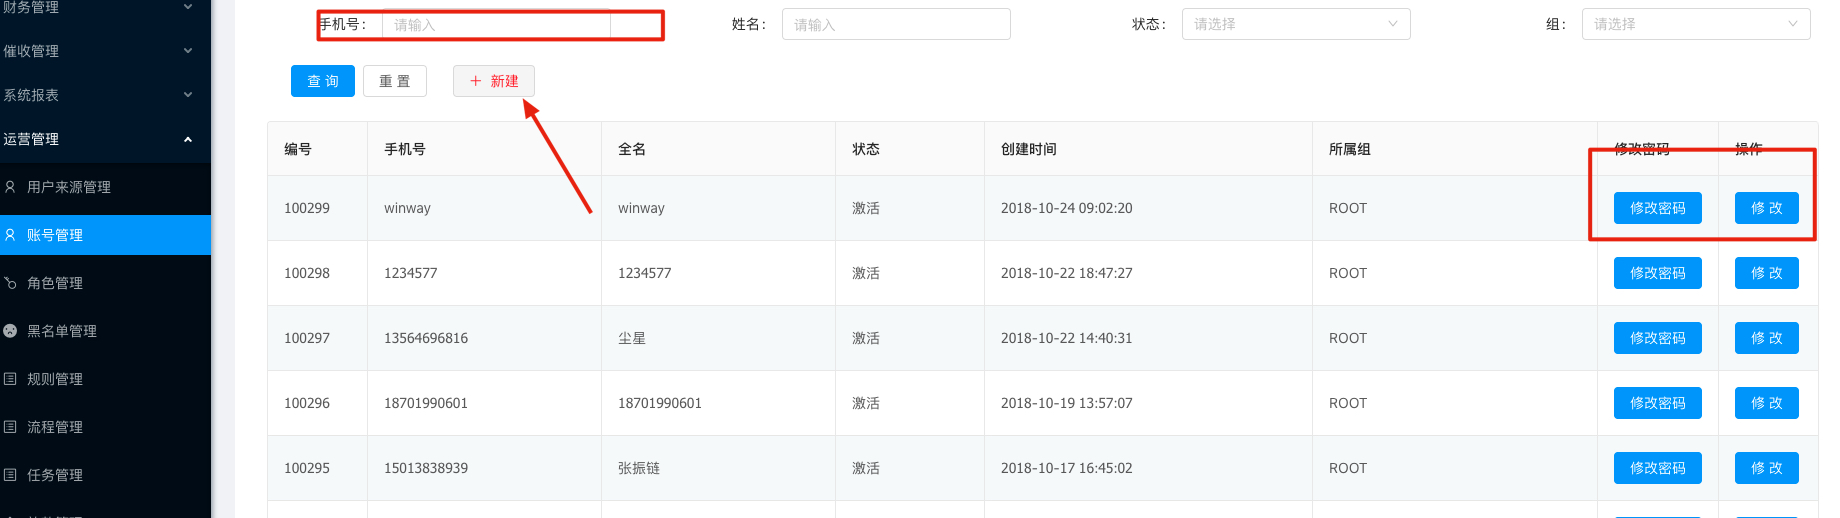 财务管理
催收管理
系统报表
运营管理
用户来源管理
账号管理
角色管理
黑名单管理
规则管理
流程管理
任务管理
手机号： 请输入 姓名： 请输入 状态： 请选择 组： 请选择
查 询 重 置 + 新建
编号 手机号 全名 状态 创建时间 所属组 修改密码 操作
100299 winway winway 激活 2018-10-24 09:02:20 ROOT 修改密码 修 改
100298 1234577 1234577 激活 2018-10-22 18:47:27 ROOT 修改密码 修 改
100297 13564696816 尘星 激活 2018-10-22 14:40:31 ROOT 修改密码 修 改
100296 18701990601 18701990601 激活 2018-10-19 13:57:07 ROOT 修改密码 修 改
100295 15013838939 张振链 激活 2018-10-17 16:45:02 ROOT 修改密码 修 改